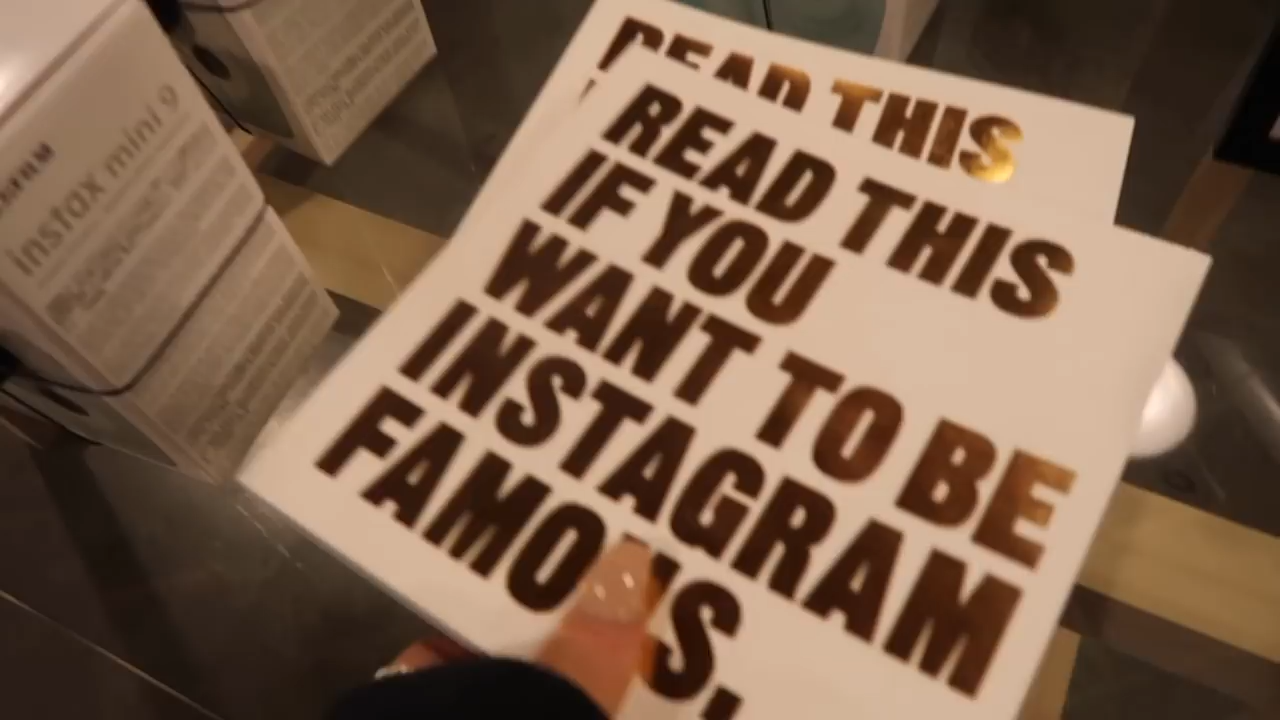 instax mini 9
READ THIS
READ THIS
IF YOU
WANT TO BE
INSTAGRAM
FAMOUS.